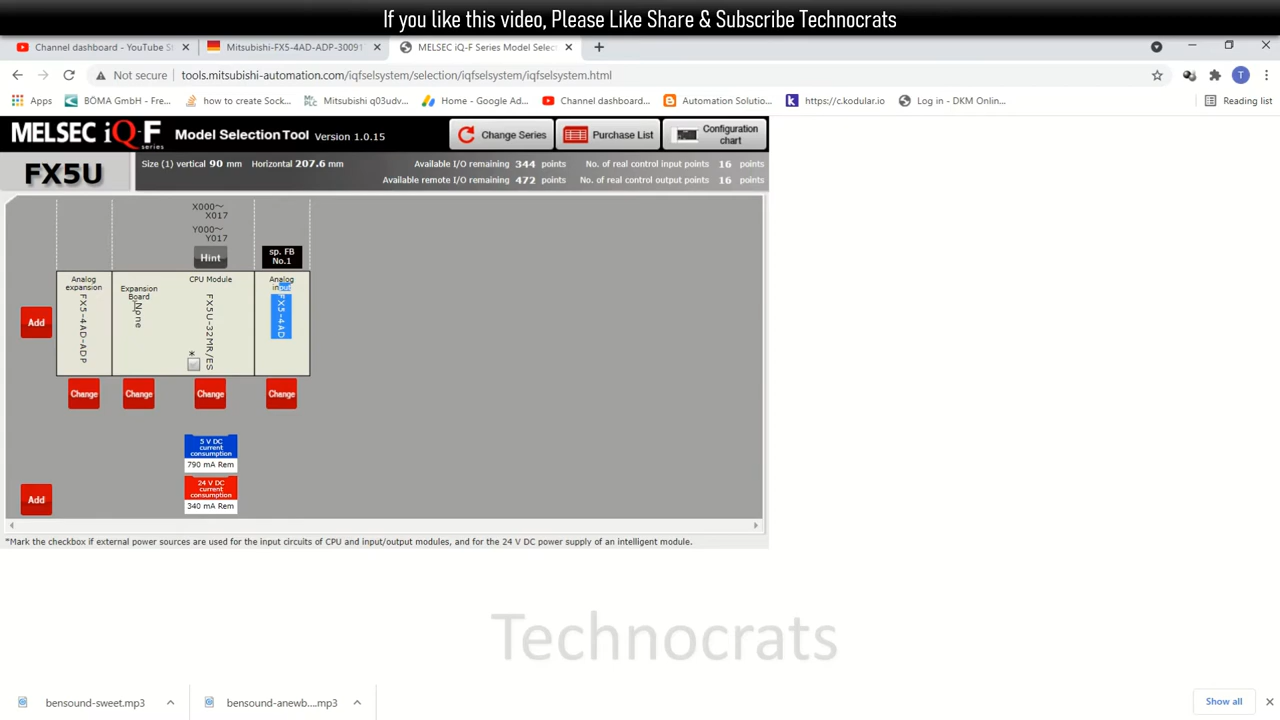 If you like this video, Please Like Share & Subscribe Technocrats
Channel dashboard - YouTube St
Mitsubishi-FX5-4AD-ADP-30091
MELSEC iQ-F Series Model Selec
Not secure
tools.mitsubishi-automation.com/iqfselsystem/selection/iqfselsystem/iqfselsystem.html
Apps
BÖMA GmbH - Fre...
how to create Sock...
Mitsubishi q03udv...
Home - Google Ad...
Channel dashboard...
Automation Solutio...
https://c.kodular.io
Log in - DKM Onlin...
Reading list
MELSEC iQ-F series
Model Selection Tool Version 1.0.15
Change Series
Purchase List
Configuration chart
FX5U
Size (1) vertical 90 mm Horizontal 207.6 mm
Available I/O remaining 344 points
No. of real control input points 16 points
Available remote I/O remaining 472 points
No. of real control output points 16 points
X000～
X017
Y000～
Y017
Hint
sp. FB
No.1
Analog
expansion
FX5-4AD-ADP
Expansion
Board
None
CPU Module
FX5U-32MR/ES
*
Analog
input
FX5-4AD
Add
Change
Change
Change
Change
5 V DC
current
consumption
790 mA Rem
24 V DC
current
consumption
340 mA Rem
Add
*Mark the checkbox if external power sources are used for the input circuits of CPU and input/output modules, and for the 24 V DC power supply of an intelligent module.
Technocrats
bensound-sweet.mp3
bensound-anewb....mp3
Show all